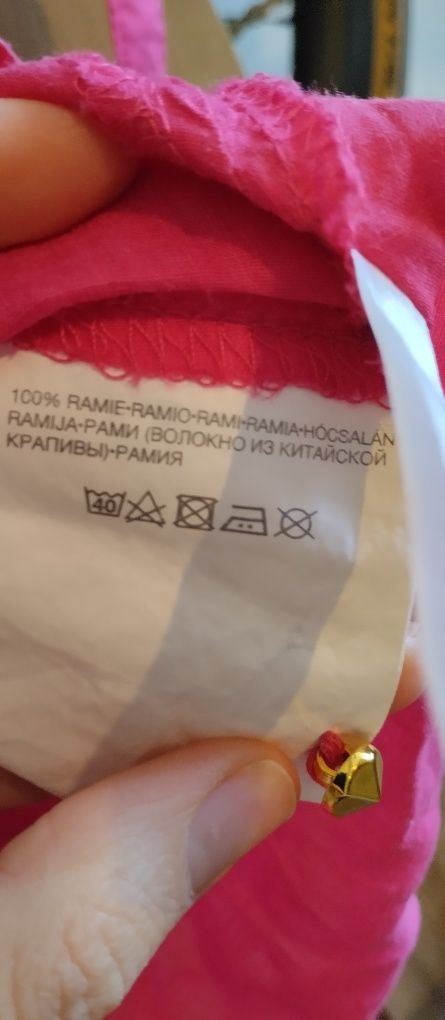 100% RAMIE•RAMIO•RAMI•RAMIA•HÓCSALÁN
RAMIJA•РАМИ (ВОЛОКНО ИЗ КИТАЙСКОЙ
КРАПИВЫ)•РАМИЯ
40